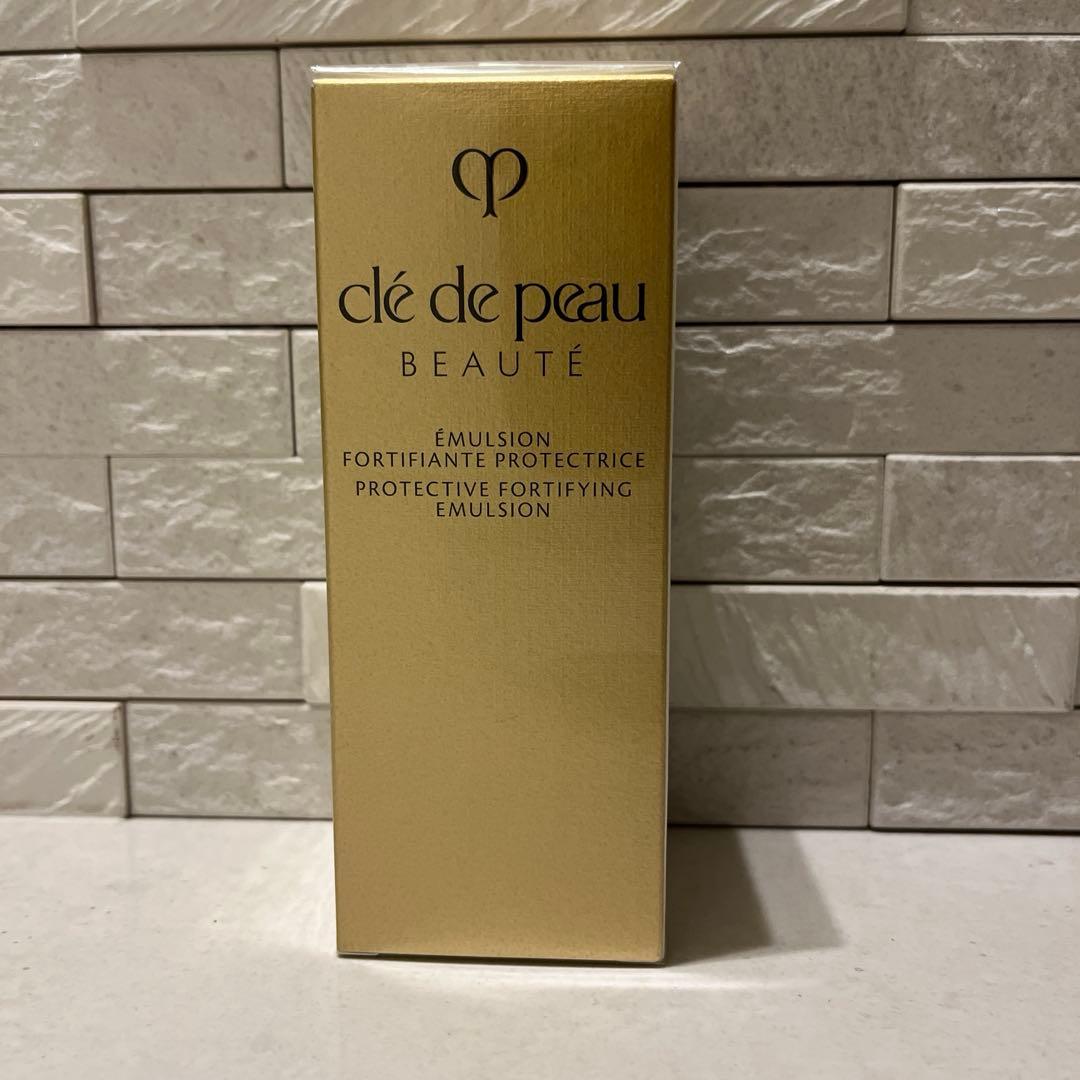 clé de peau
BEAUTÉ
ÉMULSION
FORTIFIANTE PROTECTRICE
PROTECTIVE FORTIFYING
EMULSION